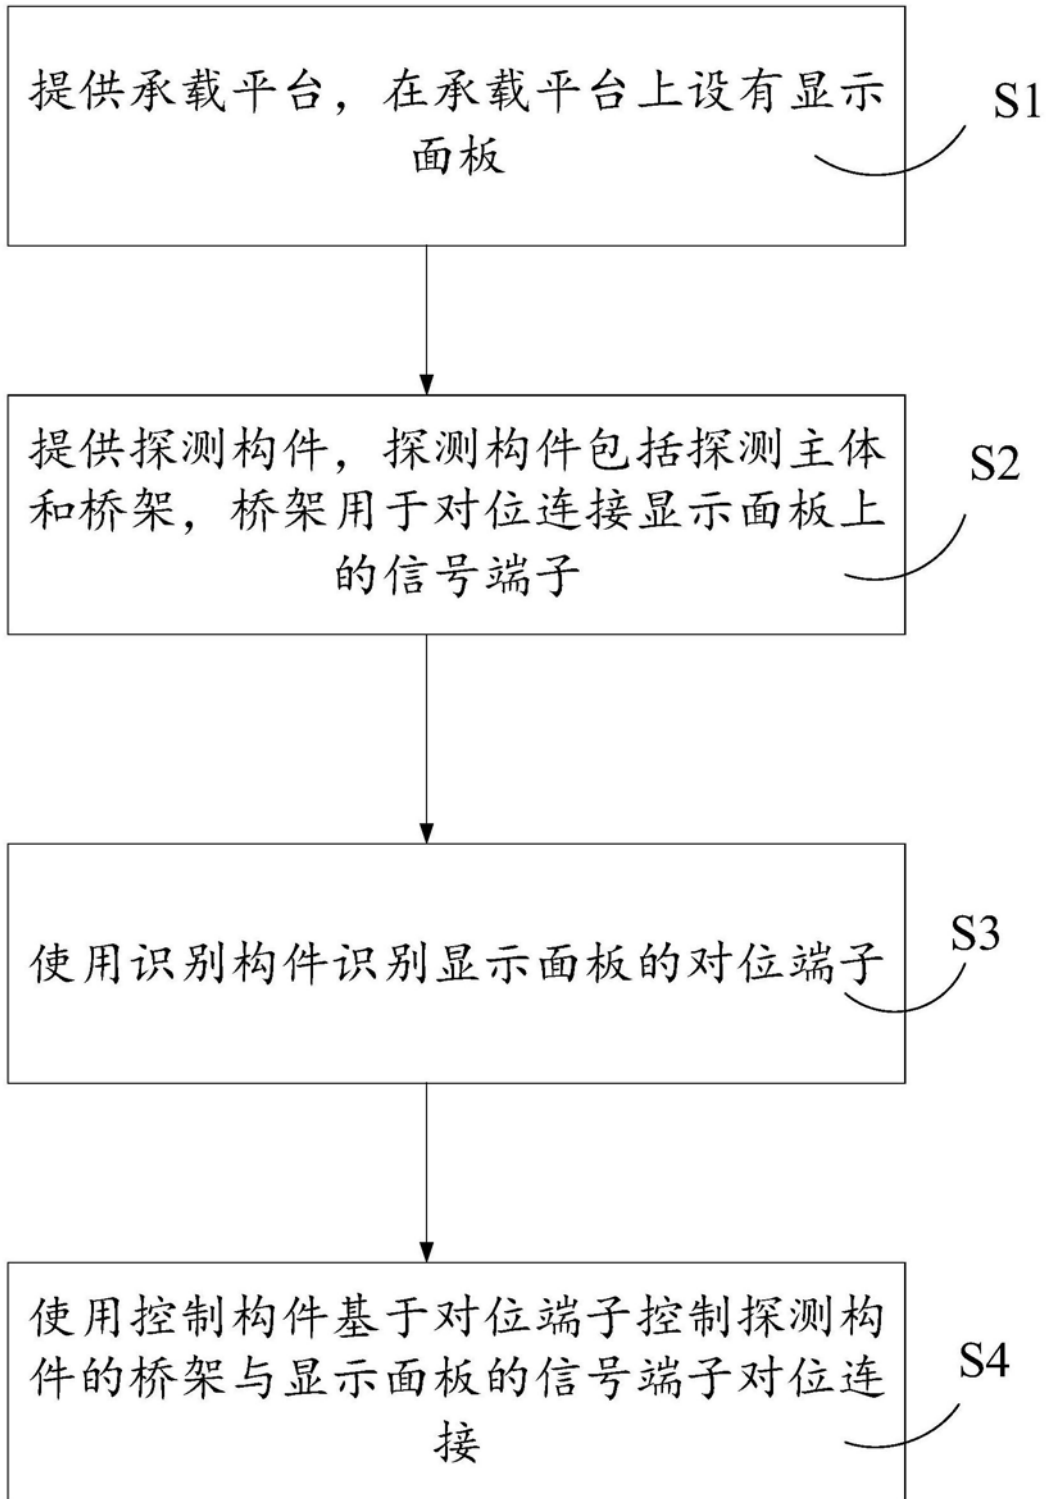 提供承载平台，在承载平台上设有显示
面板
S1
提供探测构件，探测构件包括探测主体
和桥架，桥架用于对位连接显示面板上
的信号端子
S2
使用识别构件识别显示面板的对位端子
S3
使用控制构件基于对位端子控制探测构
件的桥架与显示面板的信号端子对位连
接
S4